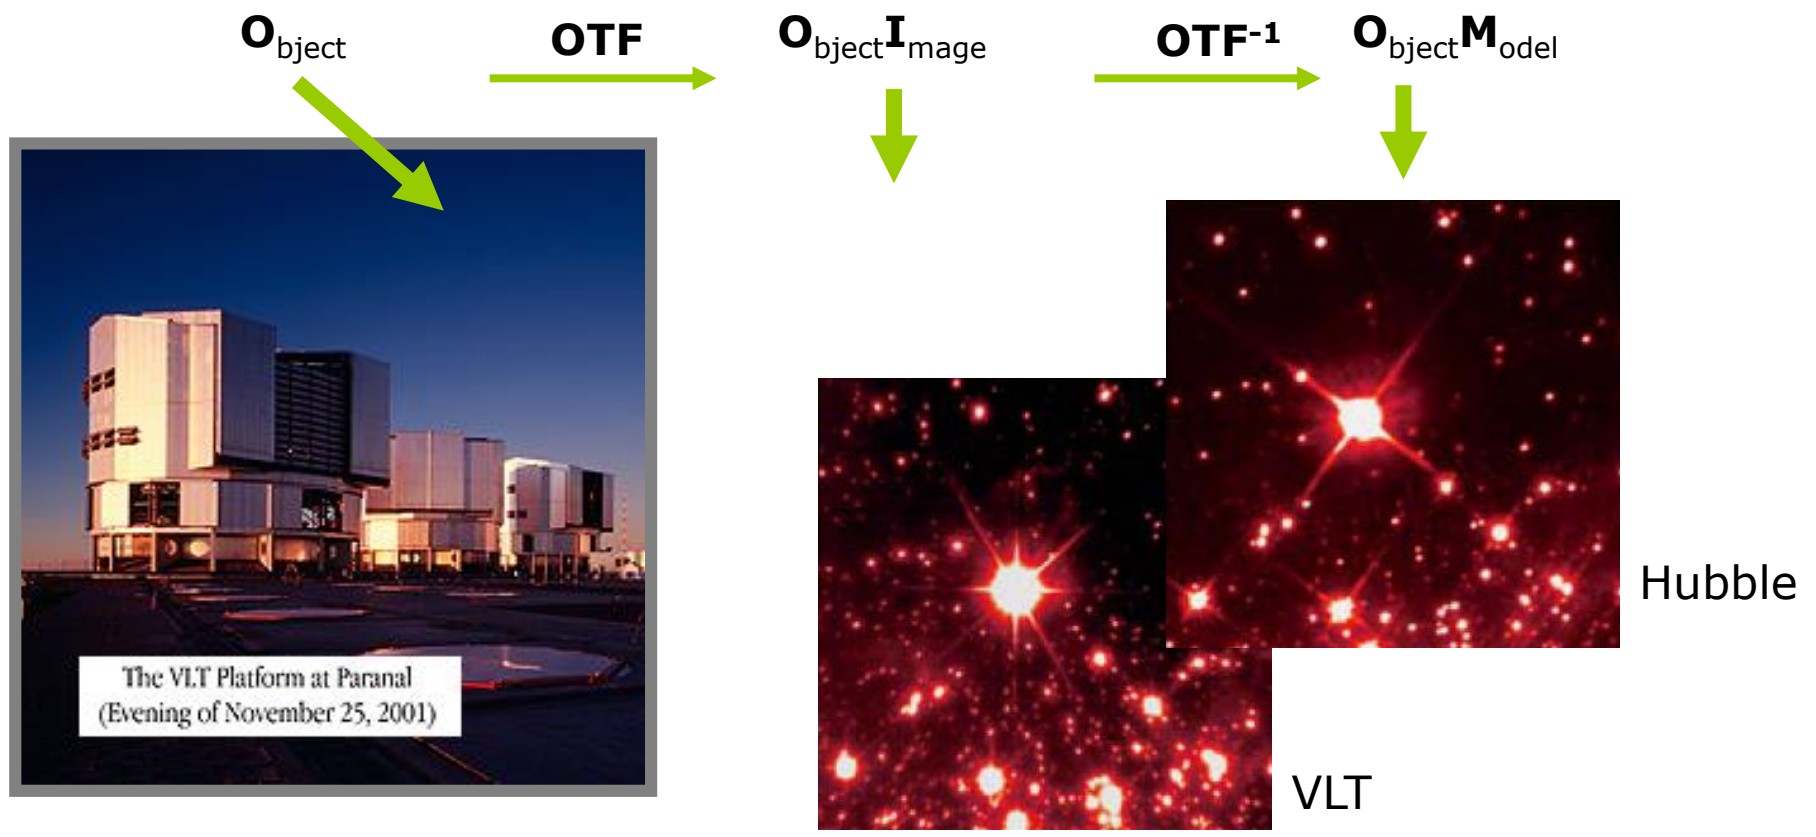 Object
OTF
ObjectImage
OTF-1
ObjectModel
The VLT Platform at Paranal
(Evening of November 25, 2001)
Hubble
VLT